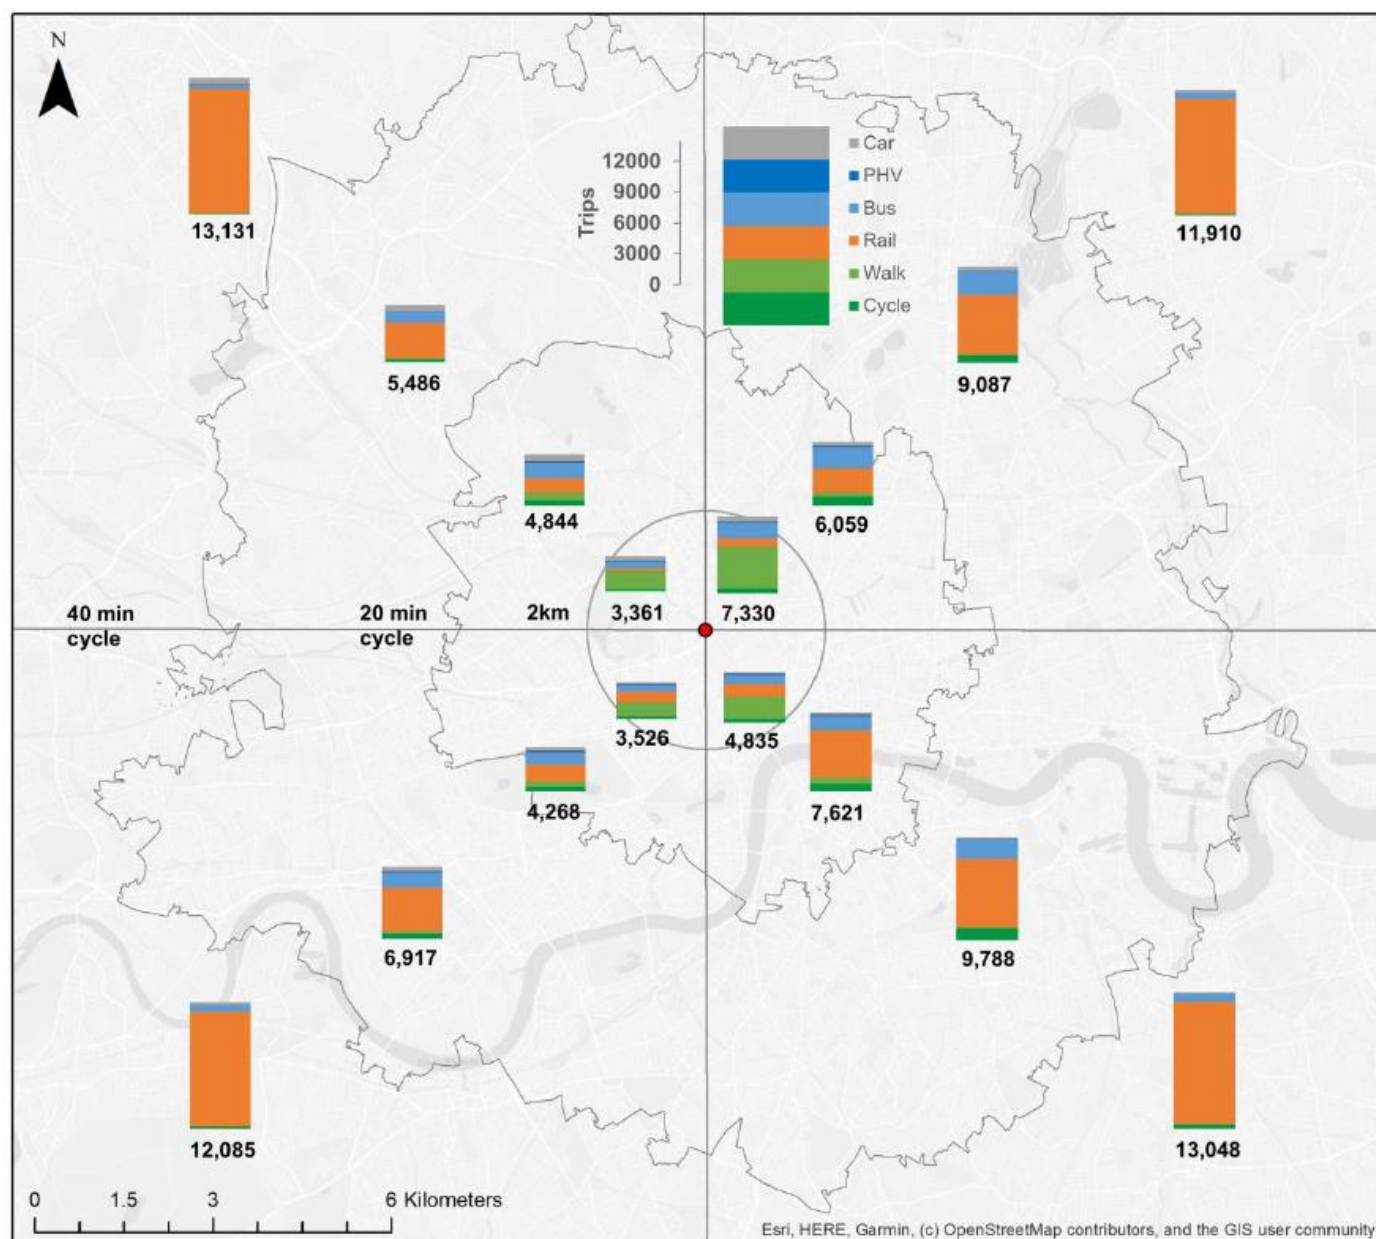 N
13,131
12000
9000
6000
3000
0
Trips
Car
PHV
Bus
Rail
Walk
Cycle
11,910
5,486
9,087
4,844
6,059
40 min
cycle
20 min
cycle
2km
3,361
7,330
3,526
4,835
4,268
7,621
6,917
9,788
12,085
13,048
0 1.5 3 6 Kilometers
Esri, HERE, Garmin, (c) OpenStreetMap contributors, and the GIS user community